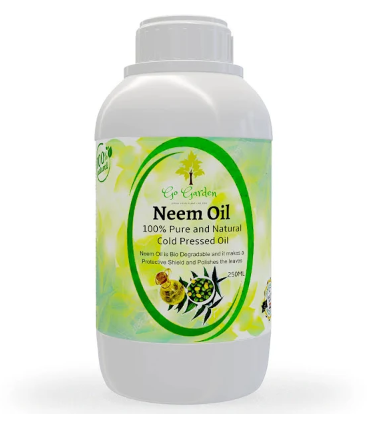 Go Garden
Neem Oil
100% Pure and Natural
Cold Pressed Oil
Neem Oil is Bio Degradable and it makes a
Protective Shield and Polishes the leaves
250ML